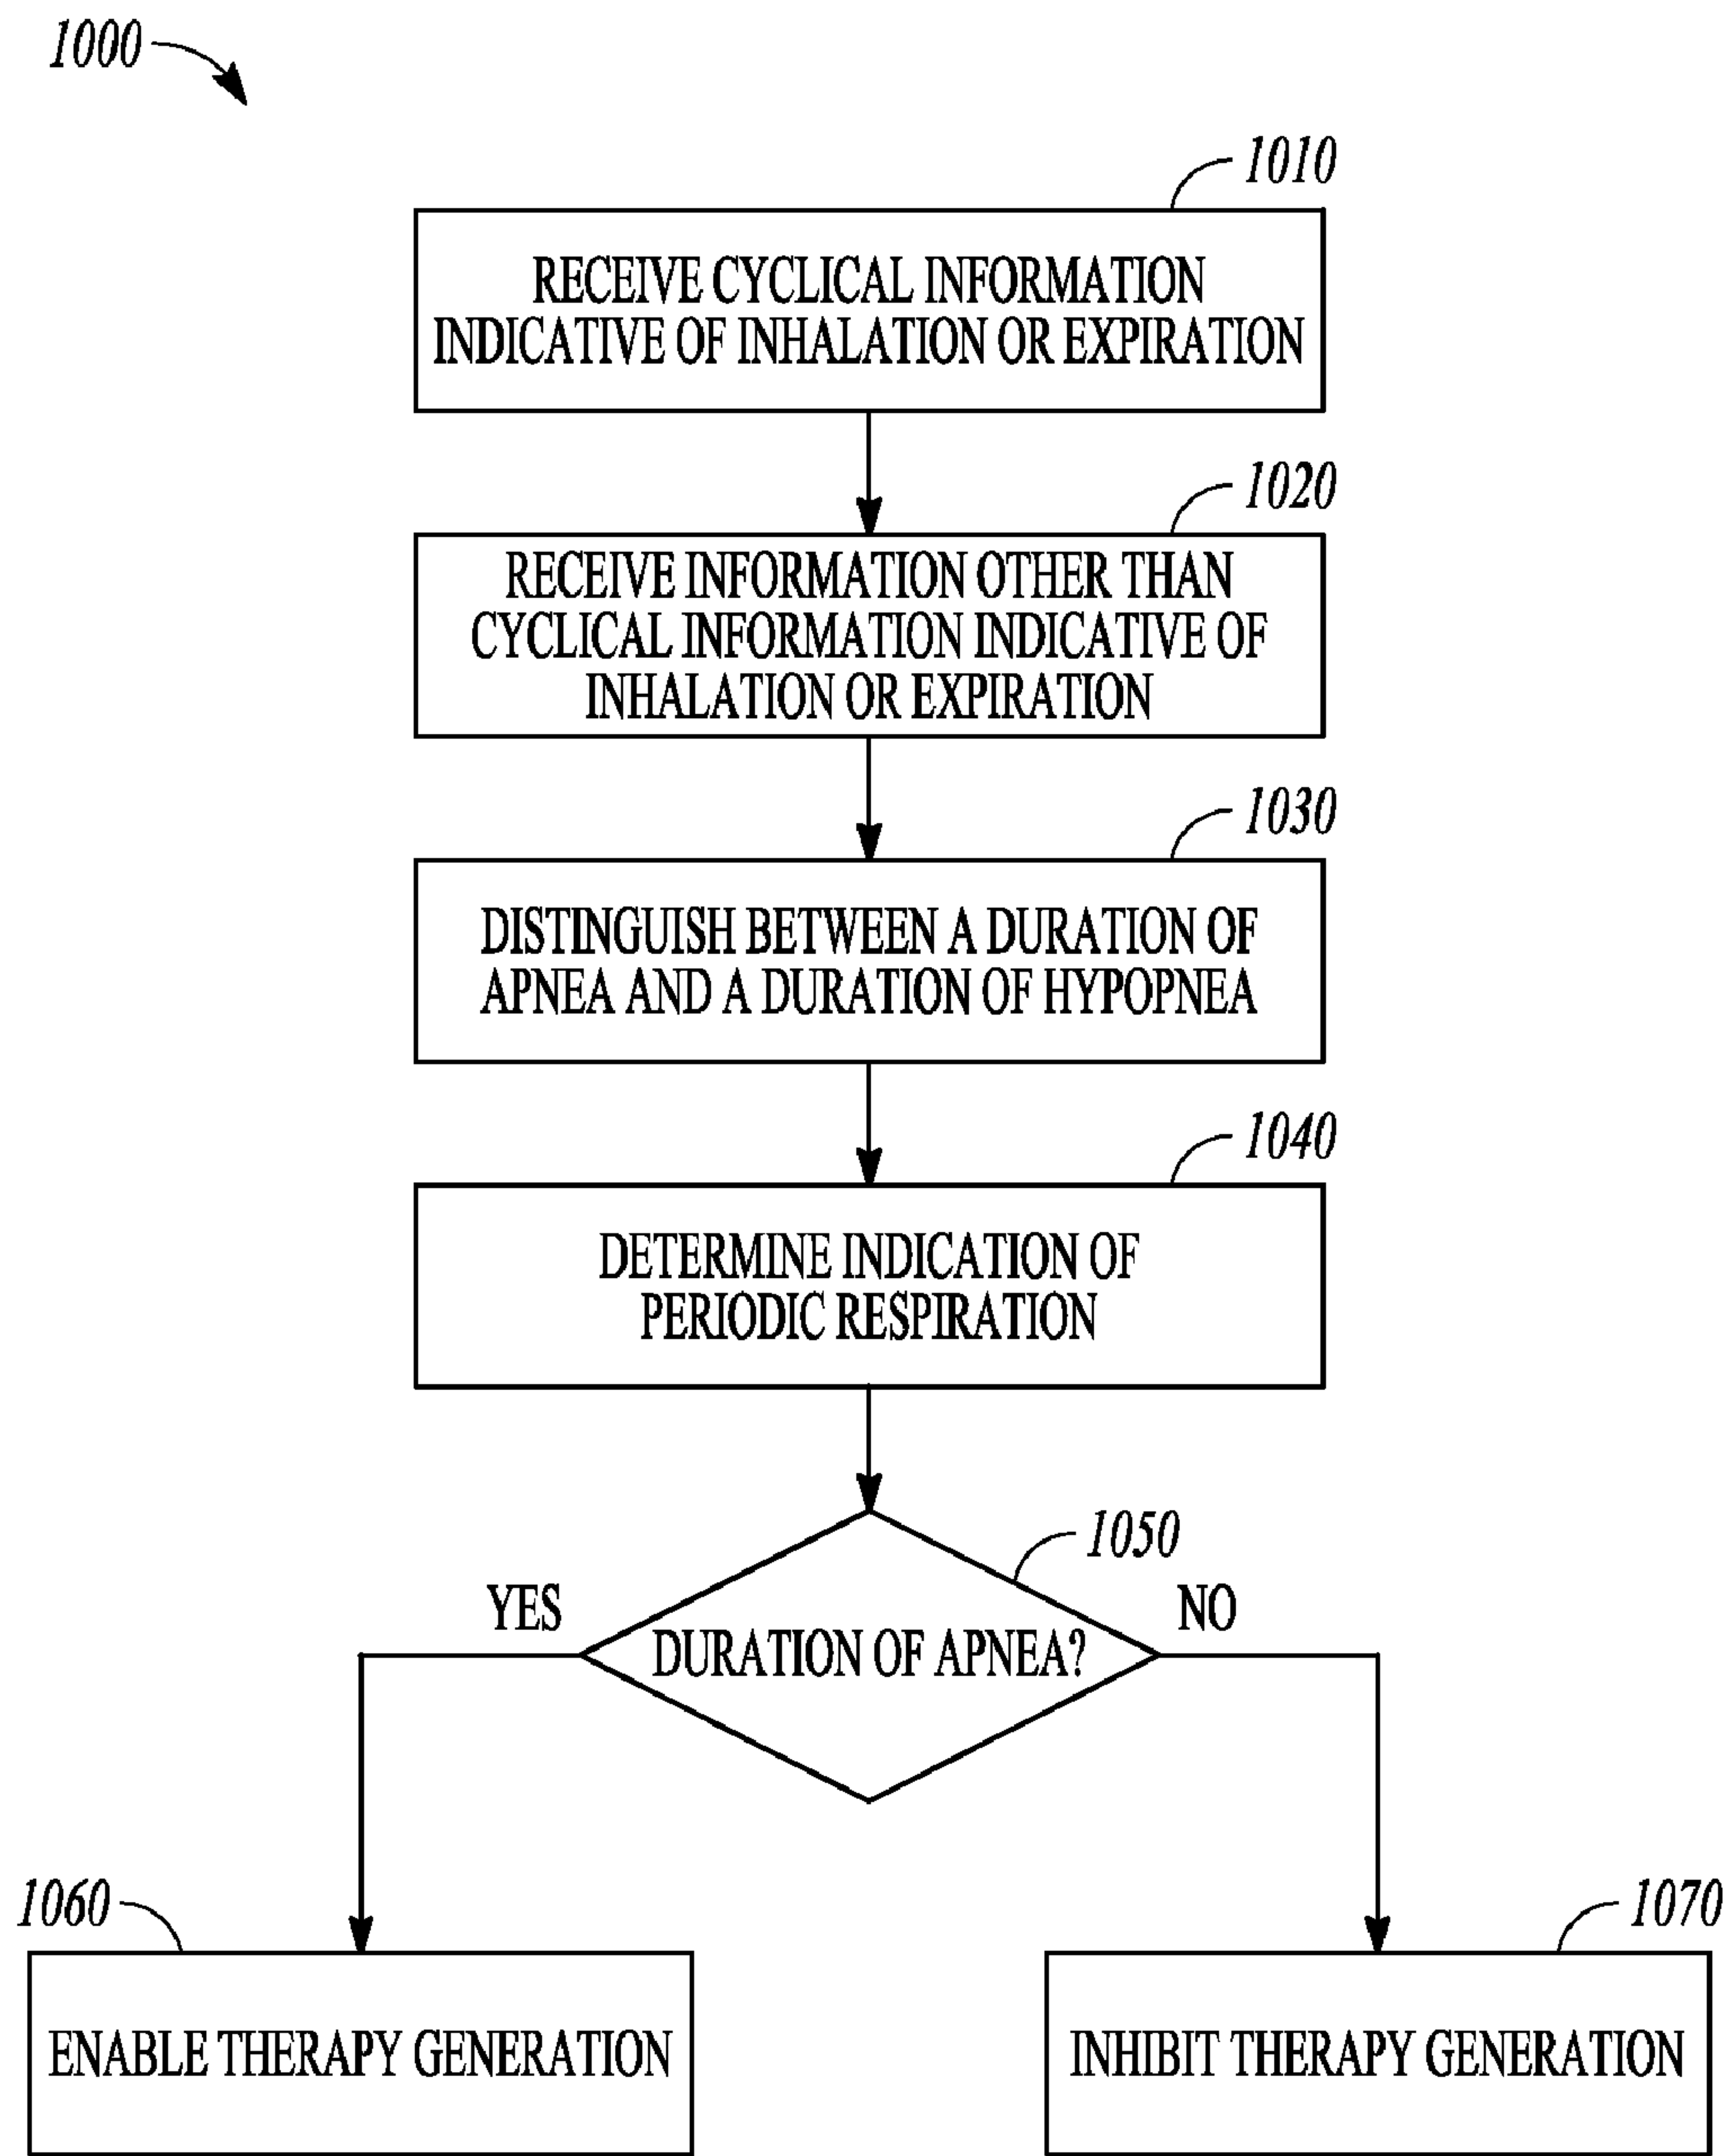 1000
1010
RECEIVE CYCLICAL INFORMATION
INDICATIVE OF INHALATION OR EXPIRATION
1020
RECEIVE INFORMATION OTHER THAN
CYCLICAL INFORMATION INDICATIVE OF
INHALATION OR EXPIRATION
1030
DISTINGUISH BETWEEN A DURATION OF
APNEA AND A DURATION OF HYPOPNEA
1040
DETERMINE INDICATION OF
PERIODIC RESPIRATION
1050
YES
NO
DURATION OF APNEA?
1060
1070
ENABLE THERAPY GENERATION
INHIBIT THERAPY GENERATION